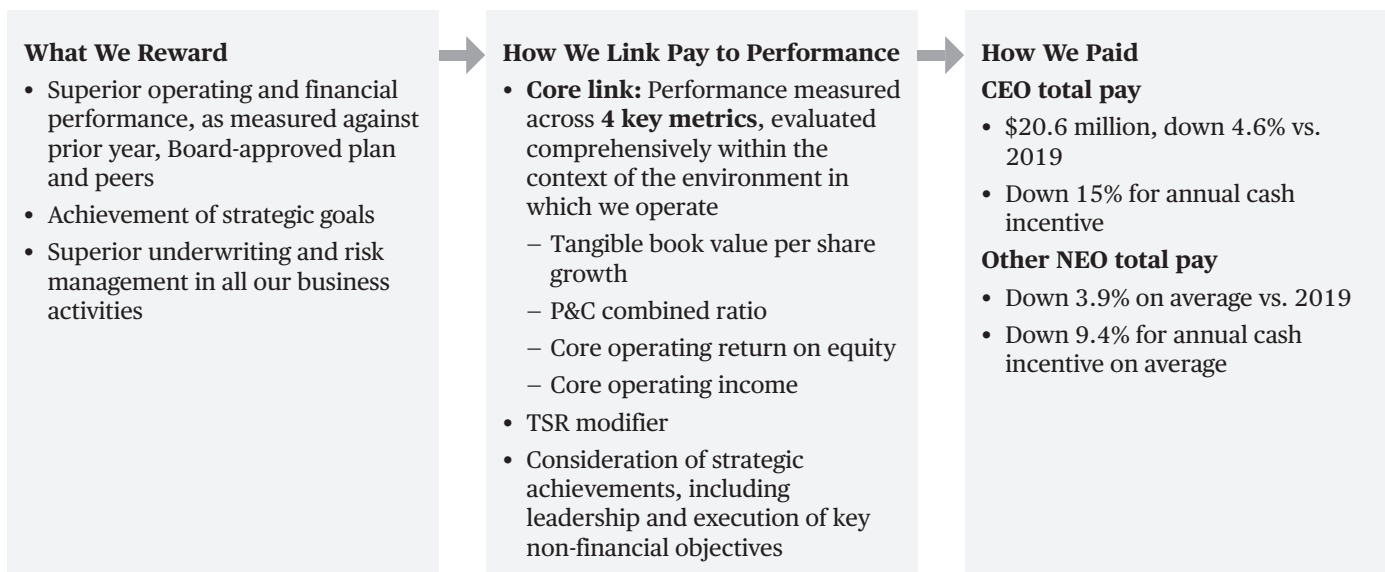 What We Reward
• Superior operating and financial
performance, as measured against
prior year, Board-approved plan
and peers
• Achievement of strategic goals
• Superior underwriting and risk
management in all our business
activities
How We Link Pay to Performance
• Core link: Performance measured
across 4 key metrics, evaluated
comprehensively within the
context of the environment in
which we operate
– Tangible book value per share
growth
– P&C combined ratio
– Core operating return on equity
– Core operating income
• TSR modifier
• Consideration of strategic
achievements, including
leadership and execution of key
non-financial objectives
How We Paid
CEO total pay
• $20.6 million, down 4.6% vs.
2019
• Down 15% for annual cash
incentive
Other NEO total pay
• Down 3.9% on average vs. 2019
• Down 9.4% for annual cash
incentive on average